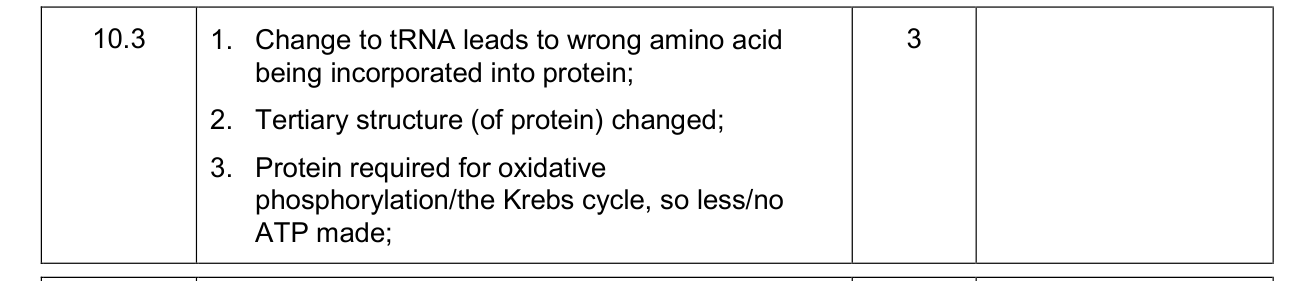 10.3
1. Change to tRNA leads to wrong amino acid
being incorporated into protein;
2. Tertiary structure (of protein) changed;
3. Protein required for oxidative
phosphorylation/the Krebs cycle, so less/no
ATP made;
3